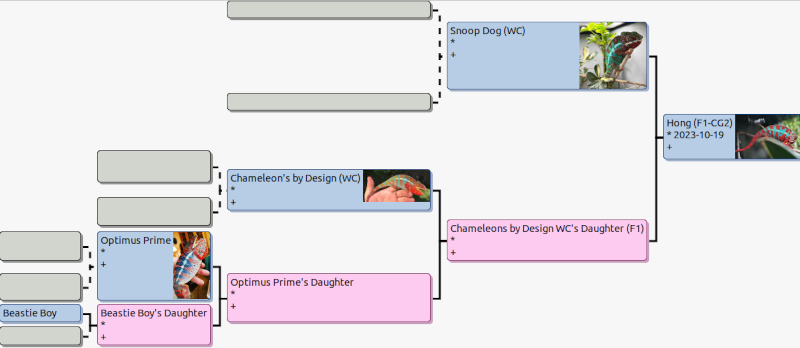 Snoop Dog (WC)
*
+
Hong (F1-CG2)
* 2023-10-19
+
Chameleon's by Design (WC)
*
+
Chameleons by Design WC's Daughter (F1)
*
+
Optimus Prime
*
+
Optimus Prime's Daughter
*
+
Beastie Boy
Beastie Boy's Daughter
*
+